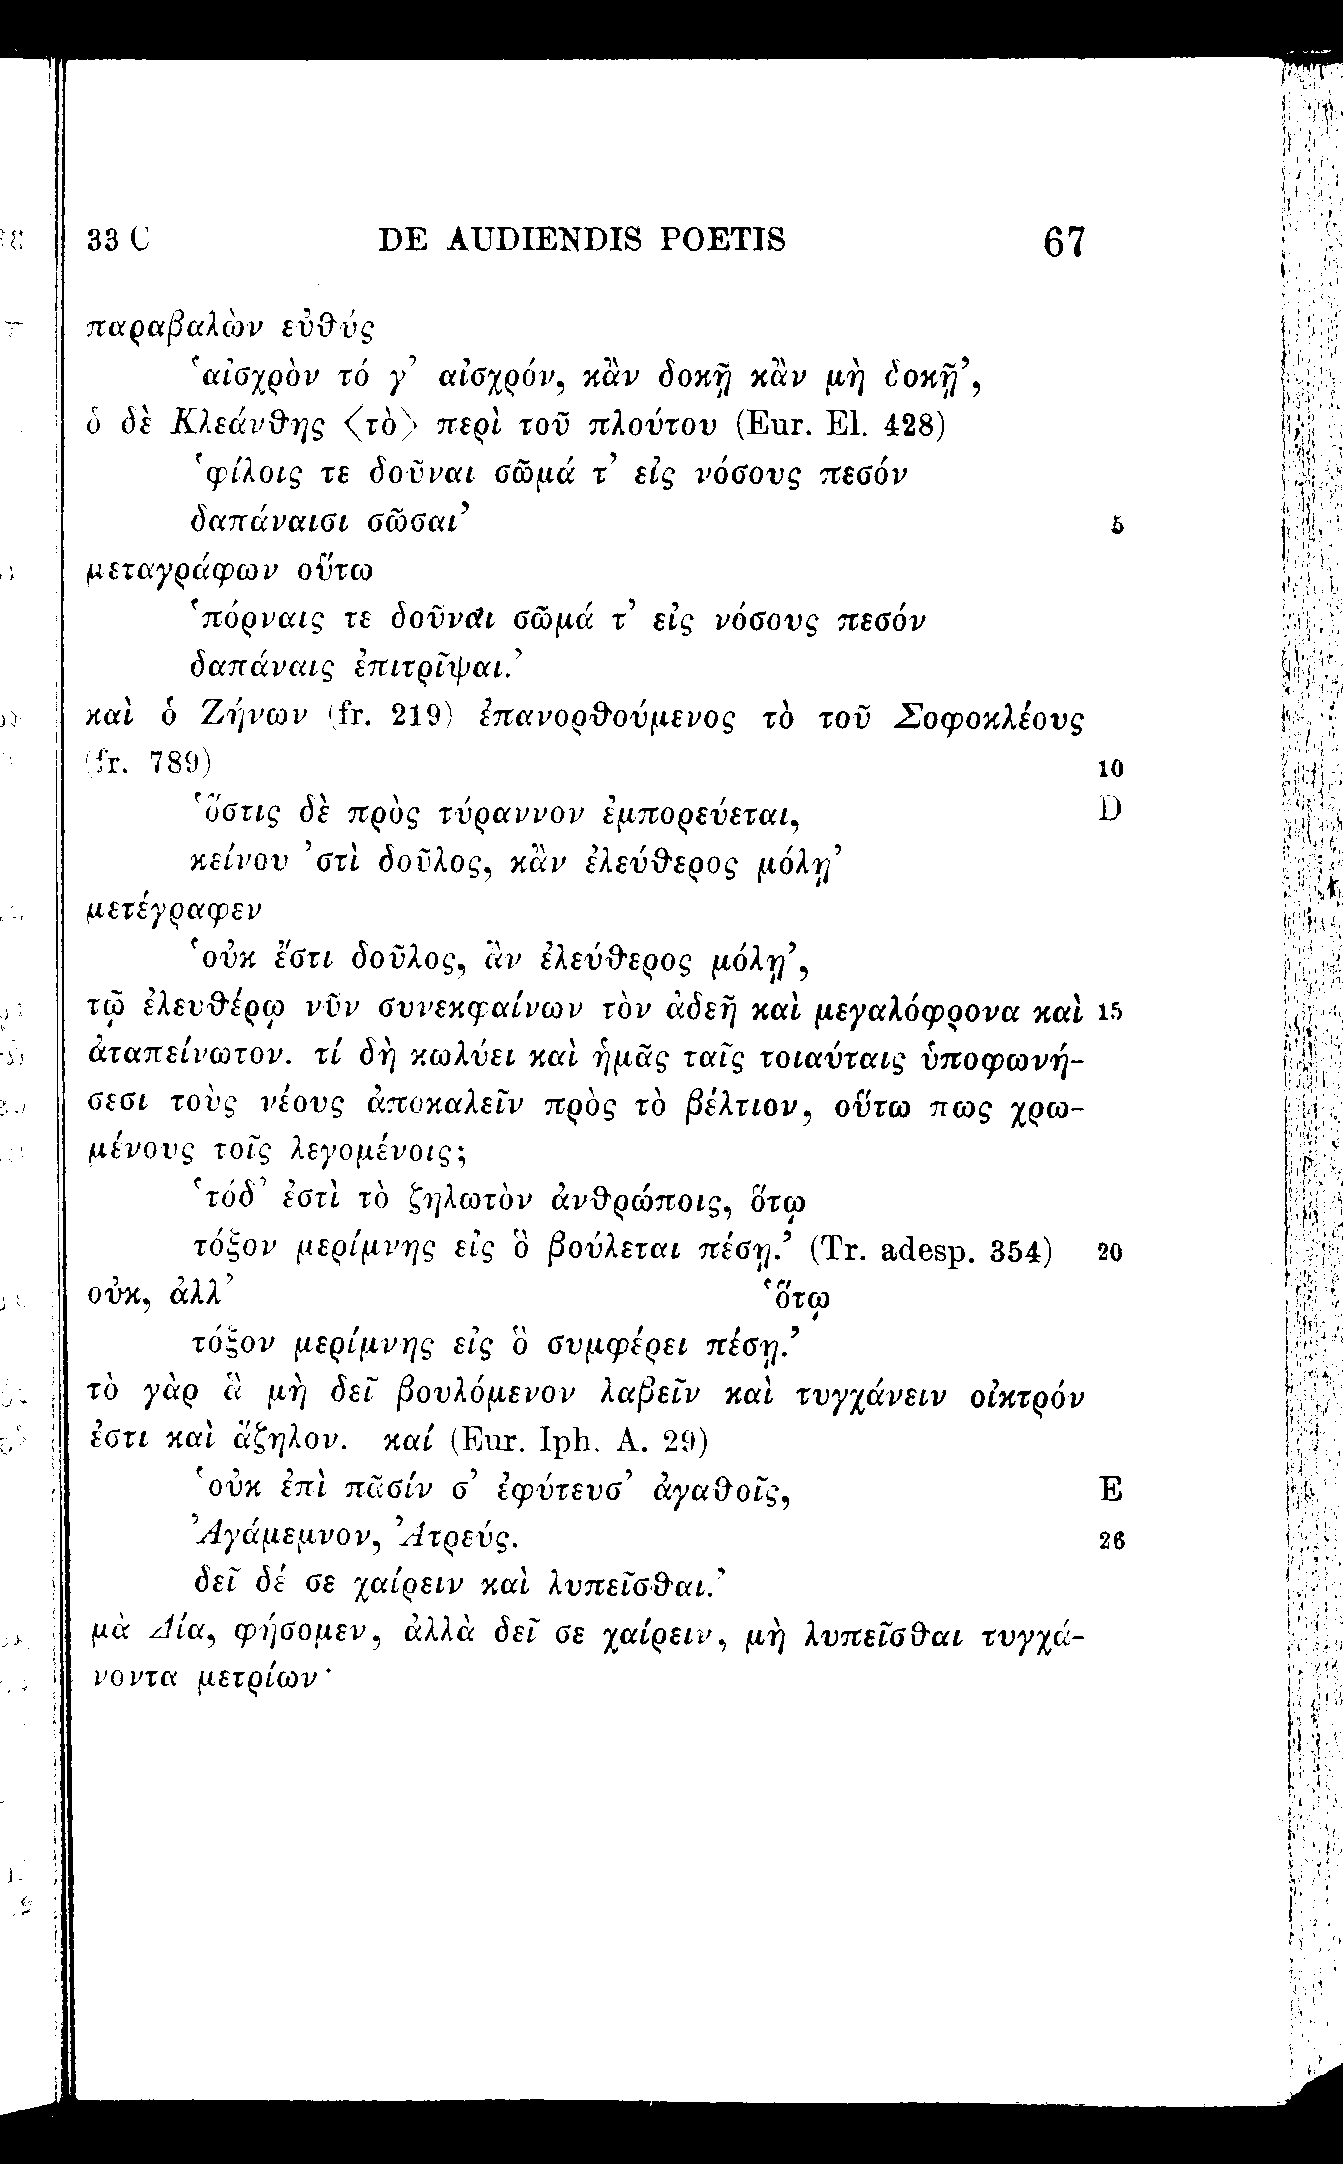 33 C DE AUDIENDIS POETIS 67
παραβαλὼν εὐθύς
‘αἰσχρὸν τό γ’ αἰσχρόν, κἂν δοκῇ κἂν μὴ δοκῇ’,
ὁ δὲ Κλεάνθης <τὸ> περὶ τοῦ πλούτου (Eur. El. 428)
‘φίλοις τε δοῦναι σῶμά τ’ εἰς νόσους πεσόν
δαπάναισι σῶσαι’ 5
μεταγράφων οὕτω
‘πόρναις τε δοῦναι σῶμά τ’ εἰς νόσους πεσόν
δαπάναις ἐπιτρῖψαι.’
καὶ ὁ Ζήνων (fr. 219) ἐπανορθούμενος τὸ τοῦ Σοφοκλέους
(fr. 789) 10
‘ὅστις δὲ πρὸς τύραννον ἐμπορεύεται, D
κείνου ’στὶ δοῦλος, κἂν ἐλεύθερος μόλῃ’
μετέγραφεν
‘οὐκ ἔστι δοῦλος, ἂν ἐλεύθερος μόλῃ’,
τῷ ἐλευθέρῳ νῦν συνεκφαίνων τὸν ἀδεῆ καὶ μεγαλόφρονα καὶ 15
ἀταπείνωτον. τί δὴ κωλύει καὶ ἡμᾶς ταῖς τοιαύταις ὑποφωνή-
σεσι τοὺς νέους ἀποκαλεῖν πρὸς τὸ βέλτιον, οὕτω πως χρω-
μένους τοῖς λεγομένοις;
‘τόδ’ ἐστὶ τὸ ζηλωτὸν ἀνθρώποις, ὅτῳ
τόξον μερίμνης εἰς ὃ βούλεται πέσῃ.’ (Tr. adesp. 354) 20
οὐκ, ἀλλ’ ‘ὅτῳ
τόξον μερίμνης εἰς ὃ συμφέρει πέσῃ.’
τὸ γὰρ ἃ μὴ δεῖ βουλόμενον λαβεῖν καὶ τυγχάνειν οἰκτρόν
ἐστι καὶ ἄζηλον. καί (Eur. Iph. A. 29)
‘οὐκ ἐπὶ πᾶσίν σ’ ἐφύτευσ’ ἀγαθοῖς, E
Ἀγάμεμνον, Ἀτρεύς. 26
δεῖ δέ σε χαίρειν καὶ λυπεῖσθαι.’
μὰ Δία, φήσομεν, ἀλλὰ δεῖ σε χαίρειν, μὴ λυπεῖσθαι τυγχά-
νοντα μετρίων·